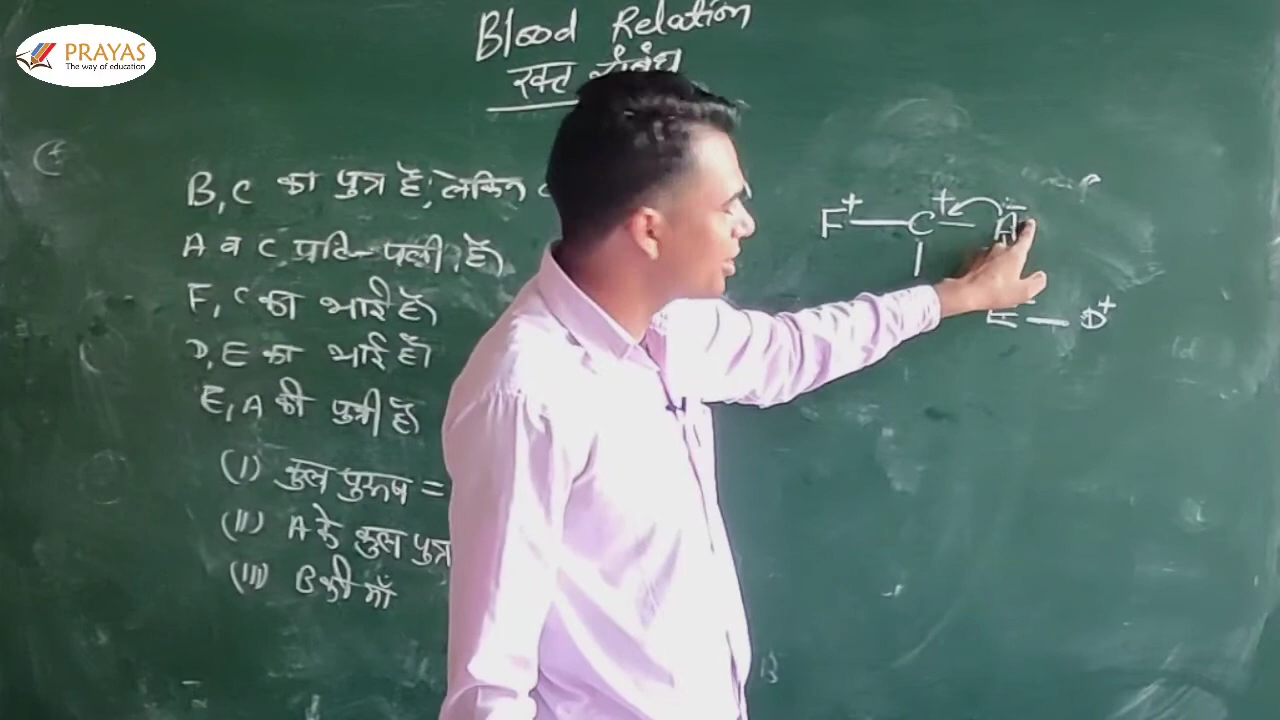 PRAYAS
The way of education
Blood Relation
रक्त संबंध
B, C का पुत्र है; लेकिन
A व C पति-पत्नी है।
F, C का भाई है।
D, E का भाई है।
E, A की पुत्री है।
(I) कुल पुरुष =
(II) A के कुल पुत्र
(III) B की माँ
F+ — C+ — A-
E — D+